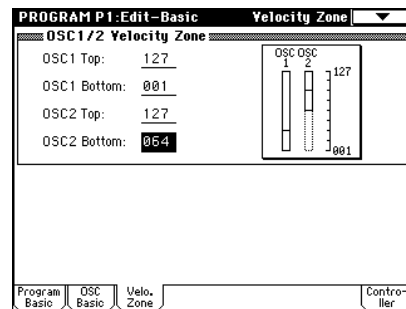 PROGRAM P1:Edit-Basic Velocity Zone
OSC1/2 Velocity Zone
OSC1 Top: 127
OSC1 Bottom: 001
OSC2 Top: 127
OSC2 Bottom: 064
OSC OSC
1 2
127
001
Program Basic
OSC Basic
Velo. Zone
Contro-
ller